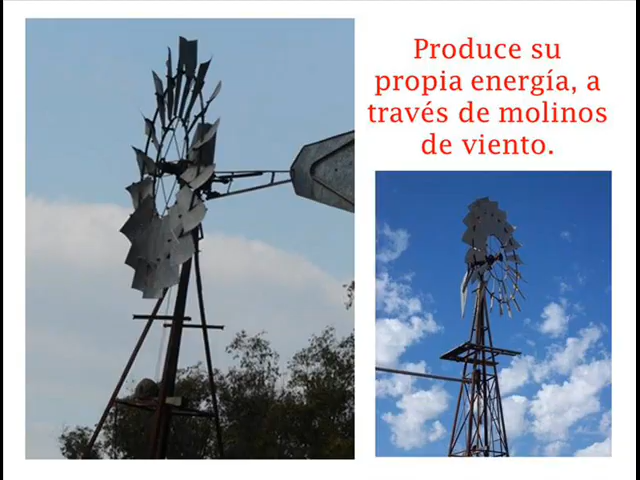 Produce su
propia energía, a
través de molinos
de viento.